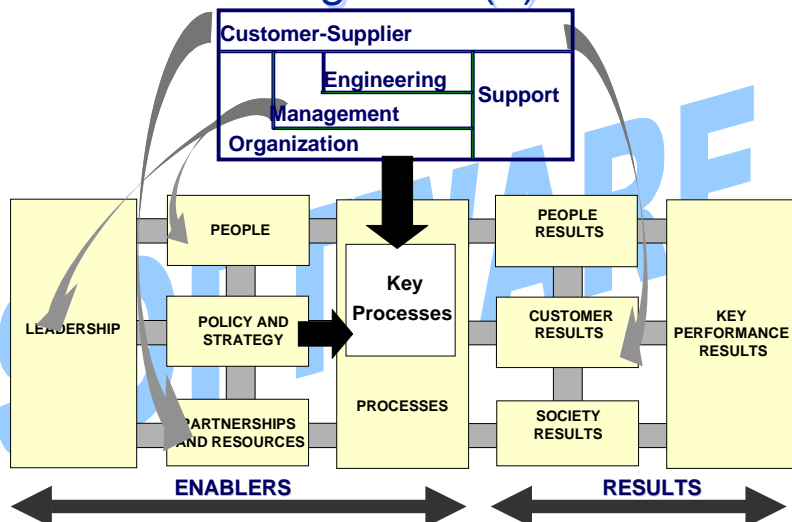 Customer-Supplier
Engineering
Support
Management
Organization
SOFTWARE
LEADERSHIP
PEOPLE
POLICY AND
STRATEGY
PARTNERSHIPS
AND RESOURCES
Key
Processes
PROCESSES
PEOPLE
RESULTS
CUSTOMER
RESULTS
SOCIETY
RESULTS
KEY
PERFORMANCE
RESULTS
ENABLERS
RESULTS